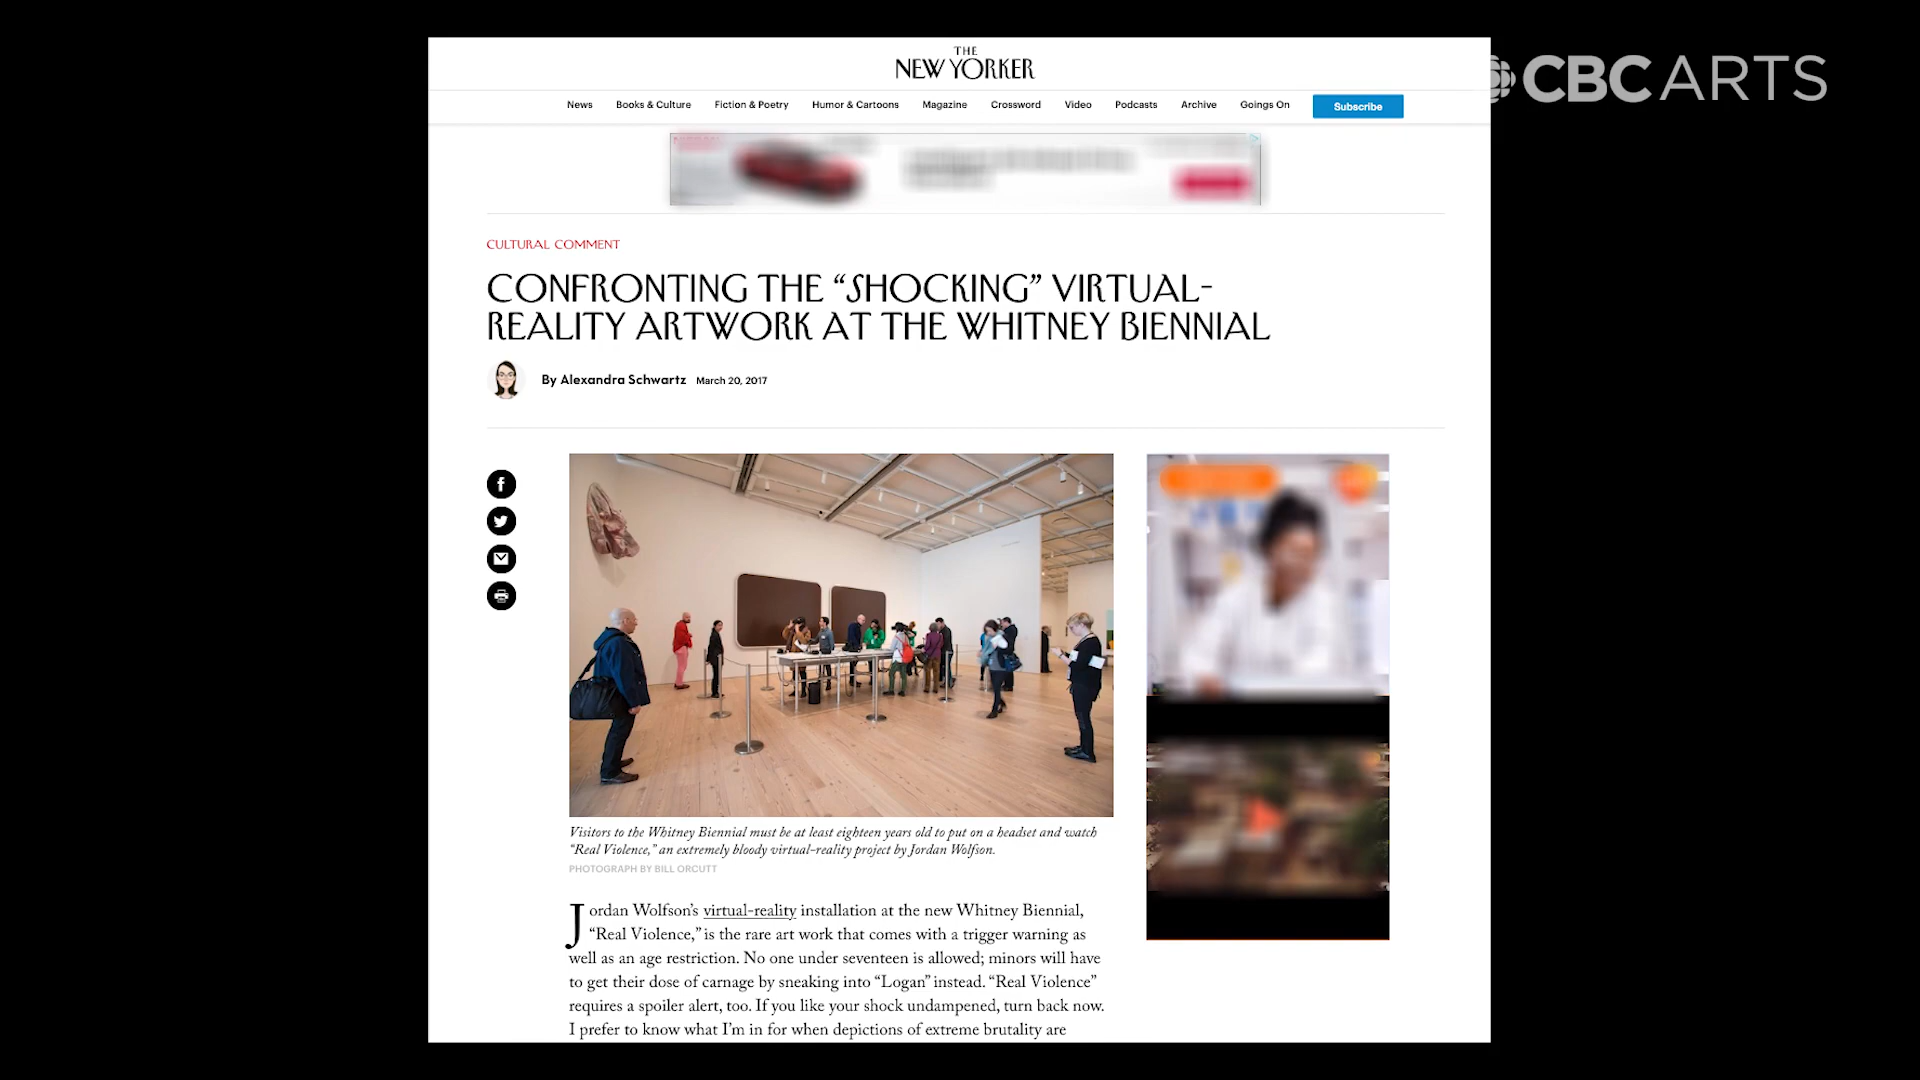 THE
NEW YORKER
CBC ARTS
News Books & Culture Fiction & Poetry Humor & Cartoons Magazine Crossword Video Podcasts Archive Goings On Subscribe
CULTURAL COMMENT
CONFRONTING THE “SHOCKING” VIRTUAL-
REALITY ARTWORK AT THE WHITNEY BIENNIAL
By Alexandra Schwartz March 20, 2017
Visitors to the Whitney Biennial must be at least eighteen years old to put on a headset and watch
“Real Violence,” an extremely bloody virtual-reality project by Jordan Wolfson.
PHOTOGRAPH BY BILL ORCUTT
Jordan Wolfson’s virtual-reality installation at the new Whitney Biennial,
“Real Violence,” is the rare art work that comes with a trigger warning as
well as an age restriction. No one under seventeen is allowed; minors will have
to get their dose of carnage by sneaking into “Logan” instead. “Real Violence”
requires a spoiler alert, too. If you like your shock undampened, turn back now.
I prefer to know what I’m in for when depictions of extreme brutality are